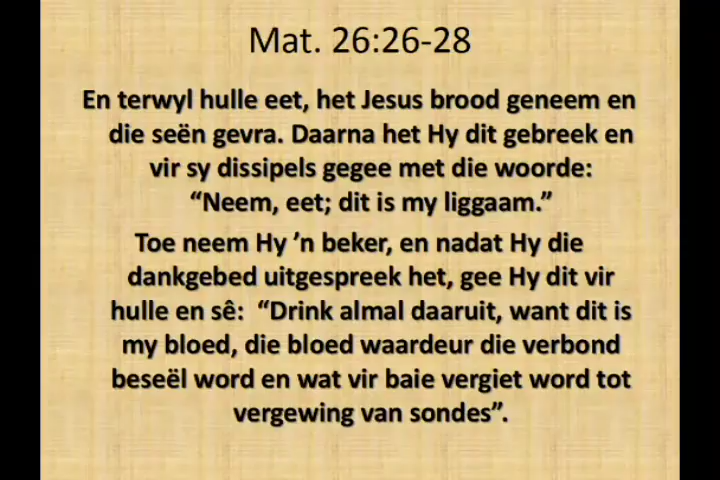 Mat. 26:26-28
En terwyl hulle eet, het Jesus brood geneem en
die seën gevra. Daarna het Hy dit gebreek en
vir sy dissipels gegee met die woorde:
“Neem, eet; dit is my liggaam.”
Toe neem Hy ’n beker, en nadat Hy die
dankgebed uitgespreek het, gee Hy dit vir
hulle en sê:  “Drink almal daaruit, want dit is
my bloed, die bloed waardeur die verbond
beseël word en wat vir baie vergiet word tot
vergewing van sondes”.